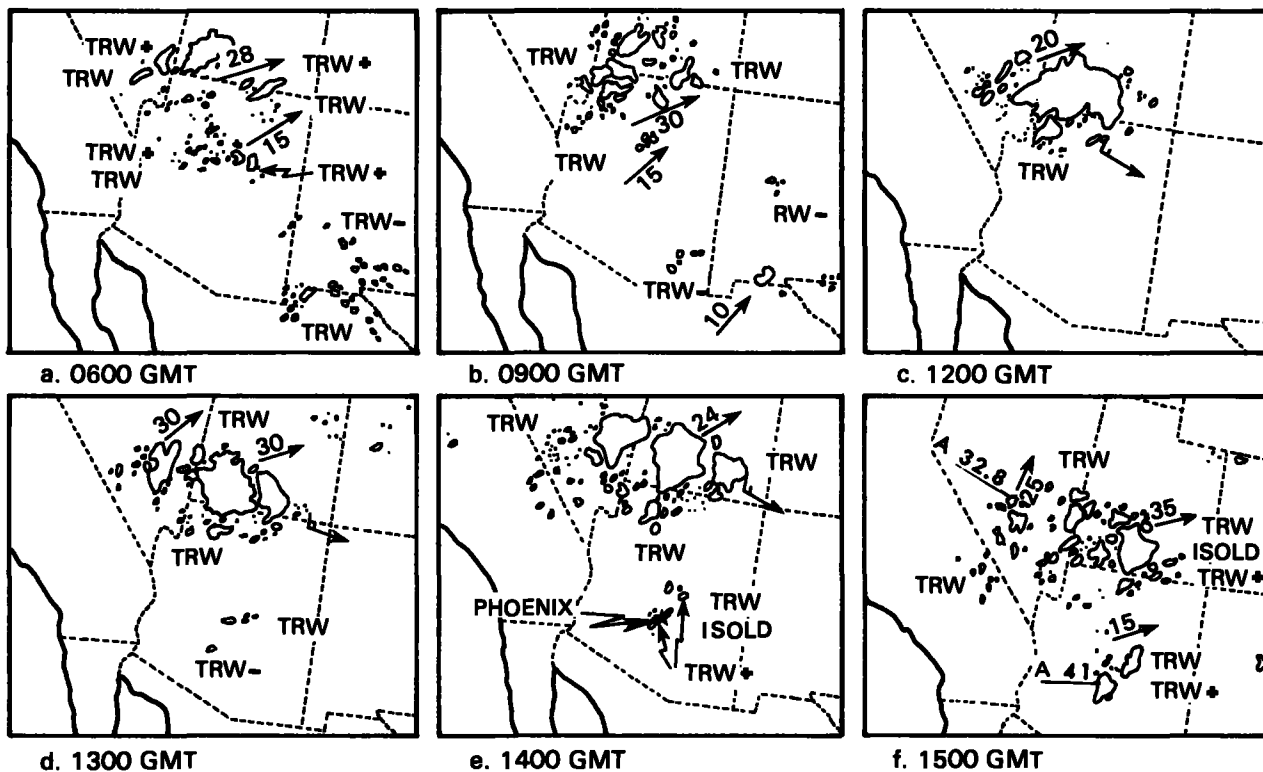 TRW+
28
TRW+
TRW
TRW
15
TRW+
TRW
TRW+
TRW-
TRW
a. 0600 GMT
TRW
TRW
30
TRW
15
RW-
TRW-
10
b. 0900 GMT
20
TRW
c. 1200 GMT
30
TRW
30
TRW
TRW
TRW-
d. 1300 GMT
TRW
24
TRW
TRW
PHOENIX
TRW
ISOLD
TRW+
e. 1400 GMT
A 32.8
25
TRW
35
TRW
ISOLD
TRW+
TRW
15
A 41
TRW
TRW+
f. 1500 GMT